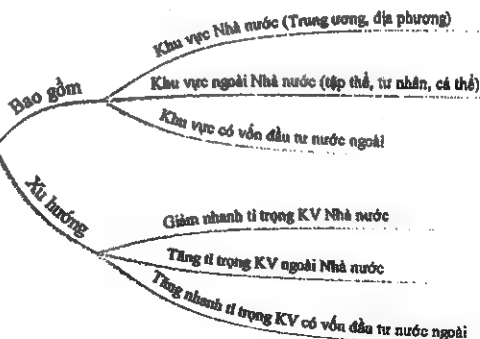 Bao gồm
Khu vực Nhà nước (Trung ương, địa phương)
Khu vực ngoài Nhà nước (tập thể, tư nhân, cá thể)
Khu vực có vốn đầu tư nước ngoài
Xu hướng
Giảm nhanh tỉ trọng KV Nhà nước
Tăng tỉ trọng KV ngoài Nhà nước
Tăng nhanh tỉ trọng KV có vốn đầu tư nước ngoài